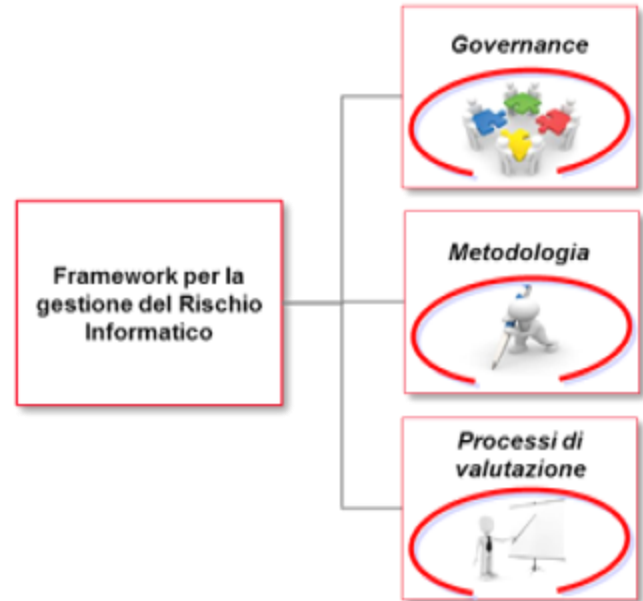 Governance
Framework per la
gestione del Rischio
Informatico
Metodologia
Processi di
valutazione